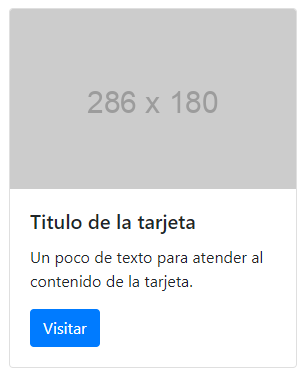 286 x 180
Titulo de la tarjeta
Un poco de texto para atender al
contenido de la tarjeta.
Visitar